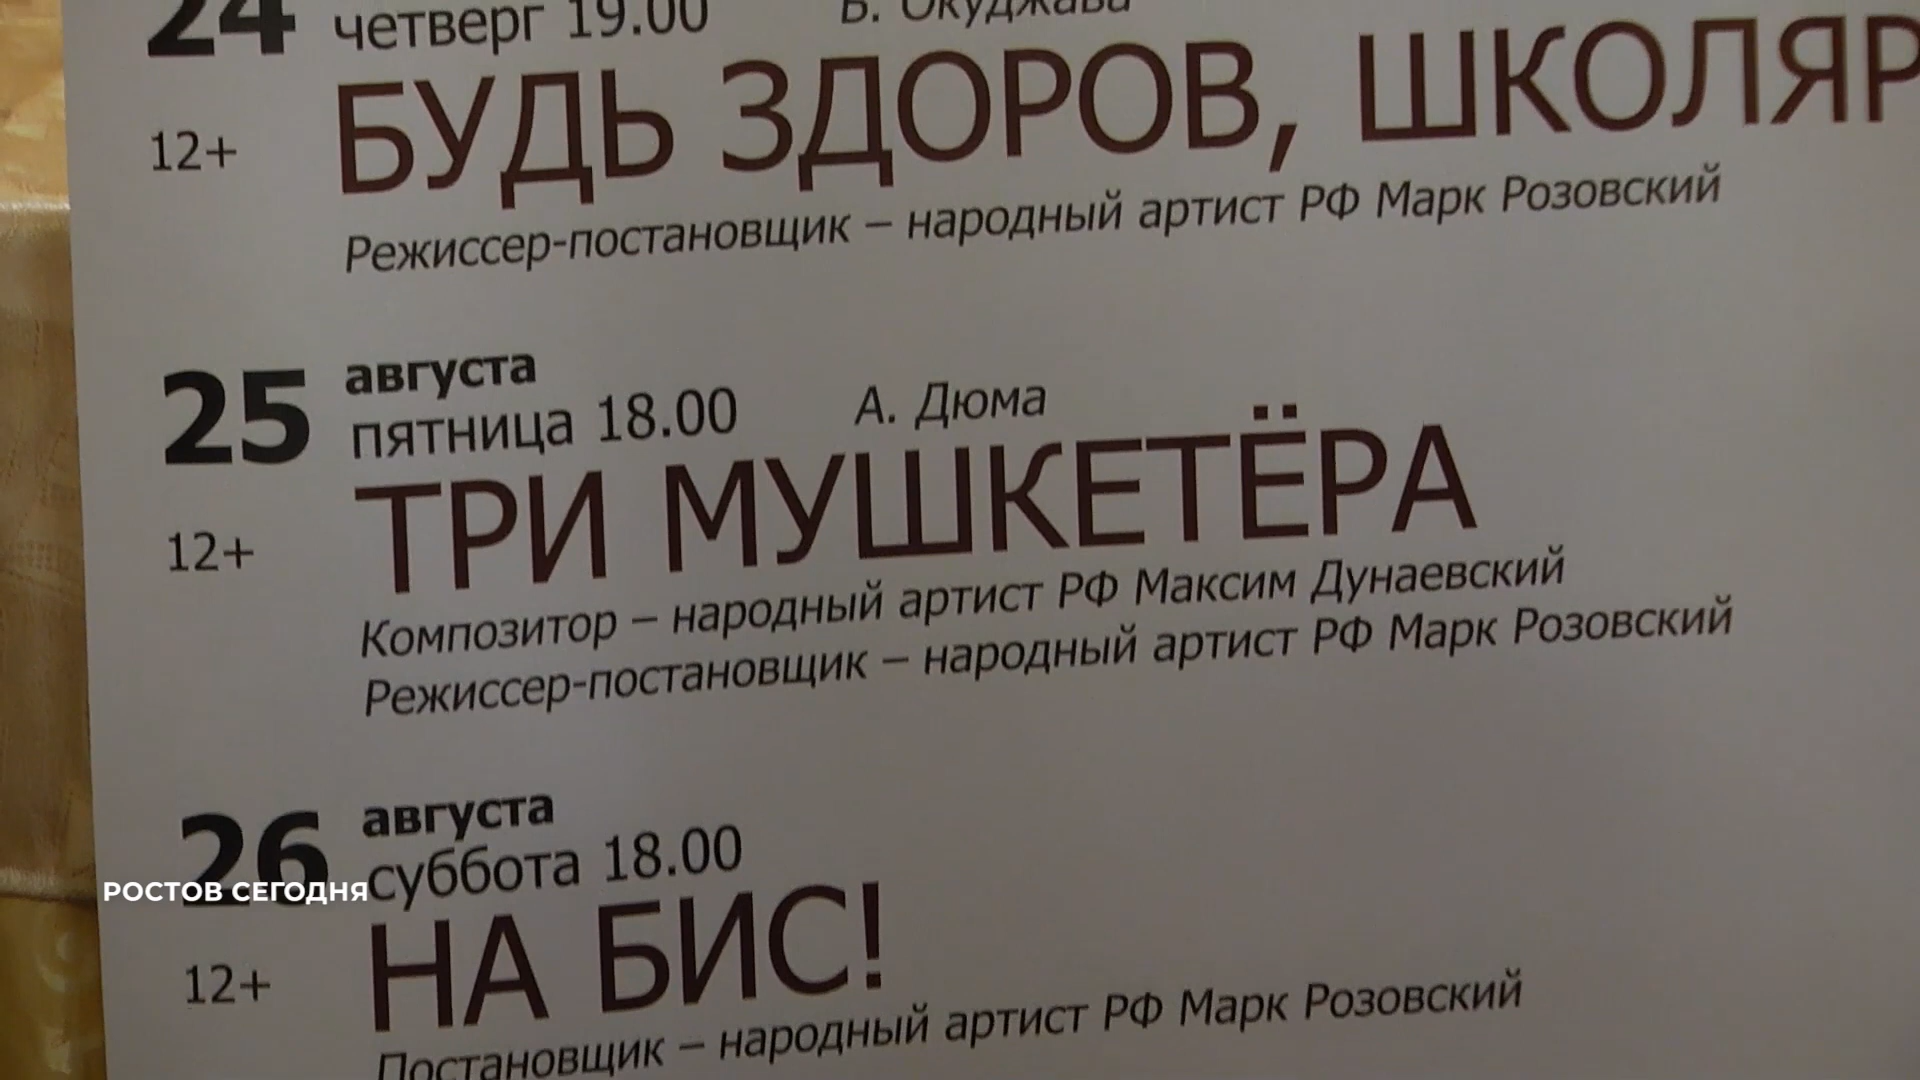 24 четверг 19.00 Б. Окуджава
12+ БУДЬ ЗДОРОВ, ШКОЛЯР
Режиссер-постановщик – народный артист РФ Марк Розовский
25 августа
пятница 18.00 А. Дюма
12+ ТРИ МУШКЕТЁРА
Композитор – народный артист РФ Максим Дунаевский
Режиссер-постановщик – народный артист РФ Марк Розовский
26 августа
суббота 18.00
РОСТОВ СЕГОДНЯ
12+ НА БИС!
Постановщик – народный артист РФ Марк Розовский